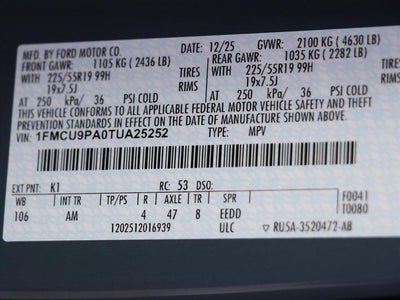 MFD. BY FORD MOTOR CO.
DATE: 12/25 GVWR: 2100 KG (4630 LB)
FRONT GAWR: 1105 KG (2436 LB) REAR GAWR: 1035 KG (2282 LB)
WITH 225/55R19 99H TIRES WITH 225/55R19 99H TIRES
19x7.5J RIMS 19x7.5J RIMS
AT 250 kPa/ 36 PSI COLD AT 250 kPa/ 36 PSI COLD
THIS VEHICLE CONFORMS TO ALL APPLICABLE FEDERAL MOTOR VEHICLE SAFETY AND THEFT
PREVENTION STANDARDS IN EFFECT ON THE DATE OF MANUFACTURE SHOWN ABOVE.
VIN: 1FMCU9PA0TUA25252 TYPE: MPV
EXT PNT: K1 RC: 53 DSO:
WB INT TR TP/PS R AXLE TR SPR F0041
106 AM 4 47 8 EEDD T0080
1202512016939 ULC ▽ RU5A-3520472-AB